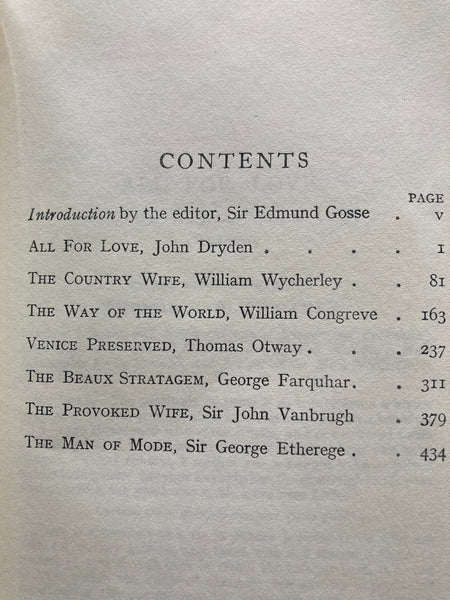 CONTENTS
PAGE
Introduction by the editor, Sir Edmund Gosse . v
All For Love, John Dryden . . . . 1
The Country Wife, William Wycherley . . 81
The Way of the World, William Congreve . 163
Venice Preserved, Thomas Otway . . . 237
The Beaux Stratagem, George Farquhar . . 311
The Provoked Wife, Sir John Vanbrugh . 379
The Man of Mode, Sir George Etherege . . 434